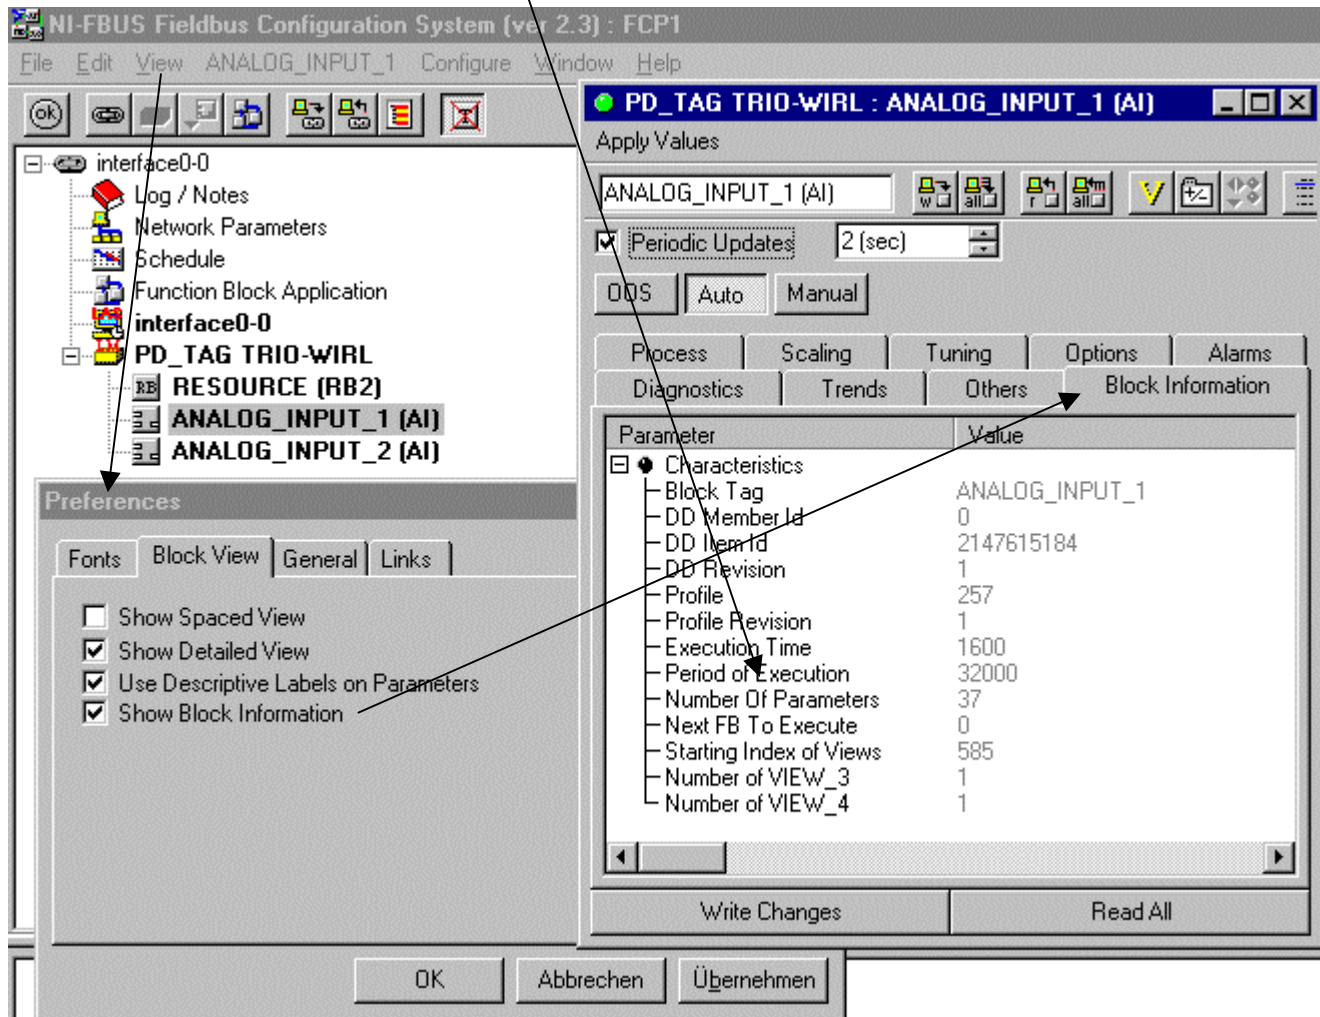 NI-FBUS Fieldbus Configuration System (ver 2.3) : FCP1
File Edit View ANALOG_INPUT_1 Configure Window Help
OK
interface0-0
Log / Notes
Network Parameters
Schedule
Function Block Application
interface0-0
PD_TAG TRIO-WIRL
RB RESOURCE (RB2)
ANALOG_INPUT_1 (AI)
ANALOG_INPUT_2 (AI)
Preferences
Fonts Block View General Links
Show Spaced View
Show Detailed View
Use Descriptive Labels on Parameters
Show Block Information
OK Abbrechen Übernehmen
PD_TAG TRIO-WIRL : ANALOG_INPUT_1 (AI)
Apply Values
ANALOG_INPUT_1 (AI) w all r all
Periodic Updates 2 (sec)
OOS Auto Manual
Process Scaling Tuning Options Alarms
Diagnostics Trends Others Block Information
Parameter Value
Characteristics
Block Tag ANALOG_INPUT_1
DD Member Id 0
DD Item Id 2147615184
DD Revision 1
Profile 257
Profile Revision 1
Execution Time 1600
Period of Execution 32000
Number Of Parameters 37
Next FB To Execute 0
Starting Index of Views 585
Number of VIEW_3 1
Number of VIEW_4 1
Write Changes Read All